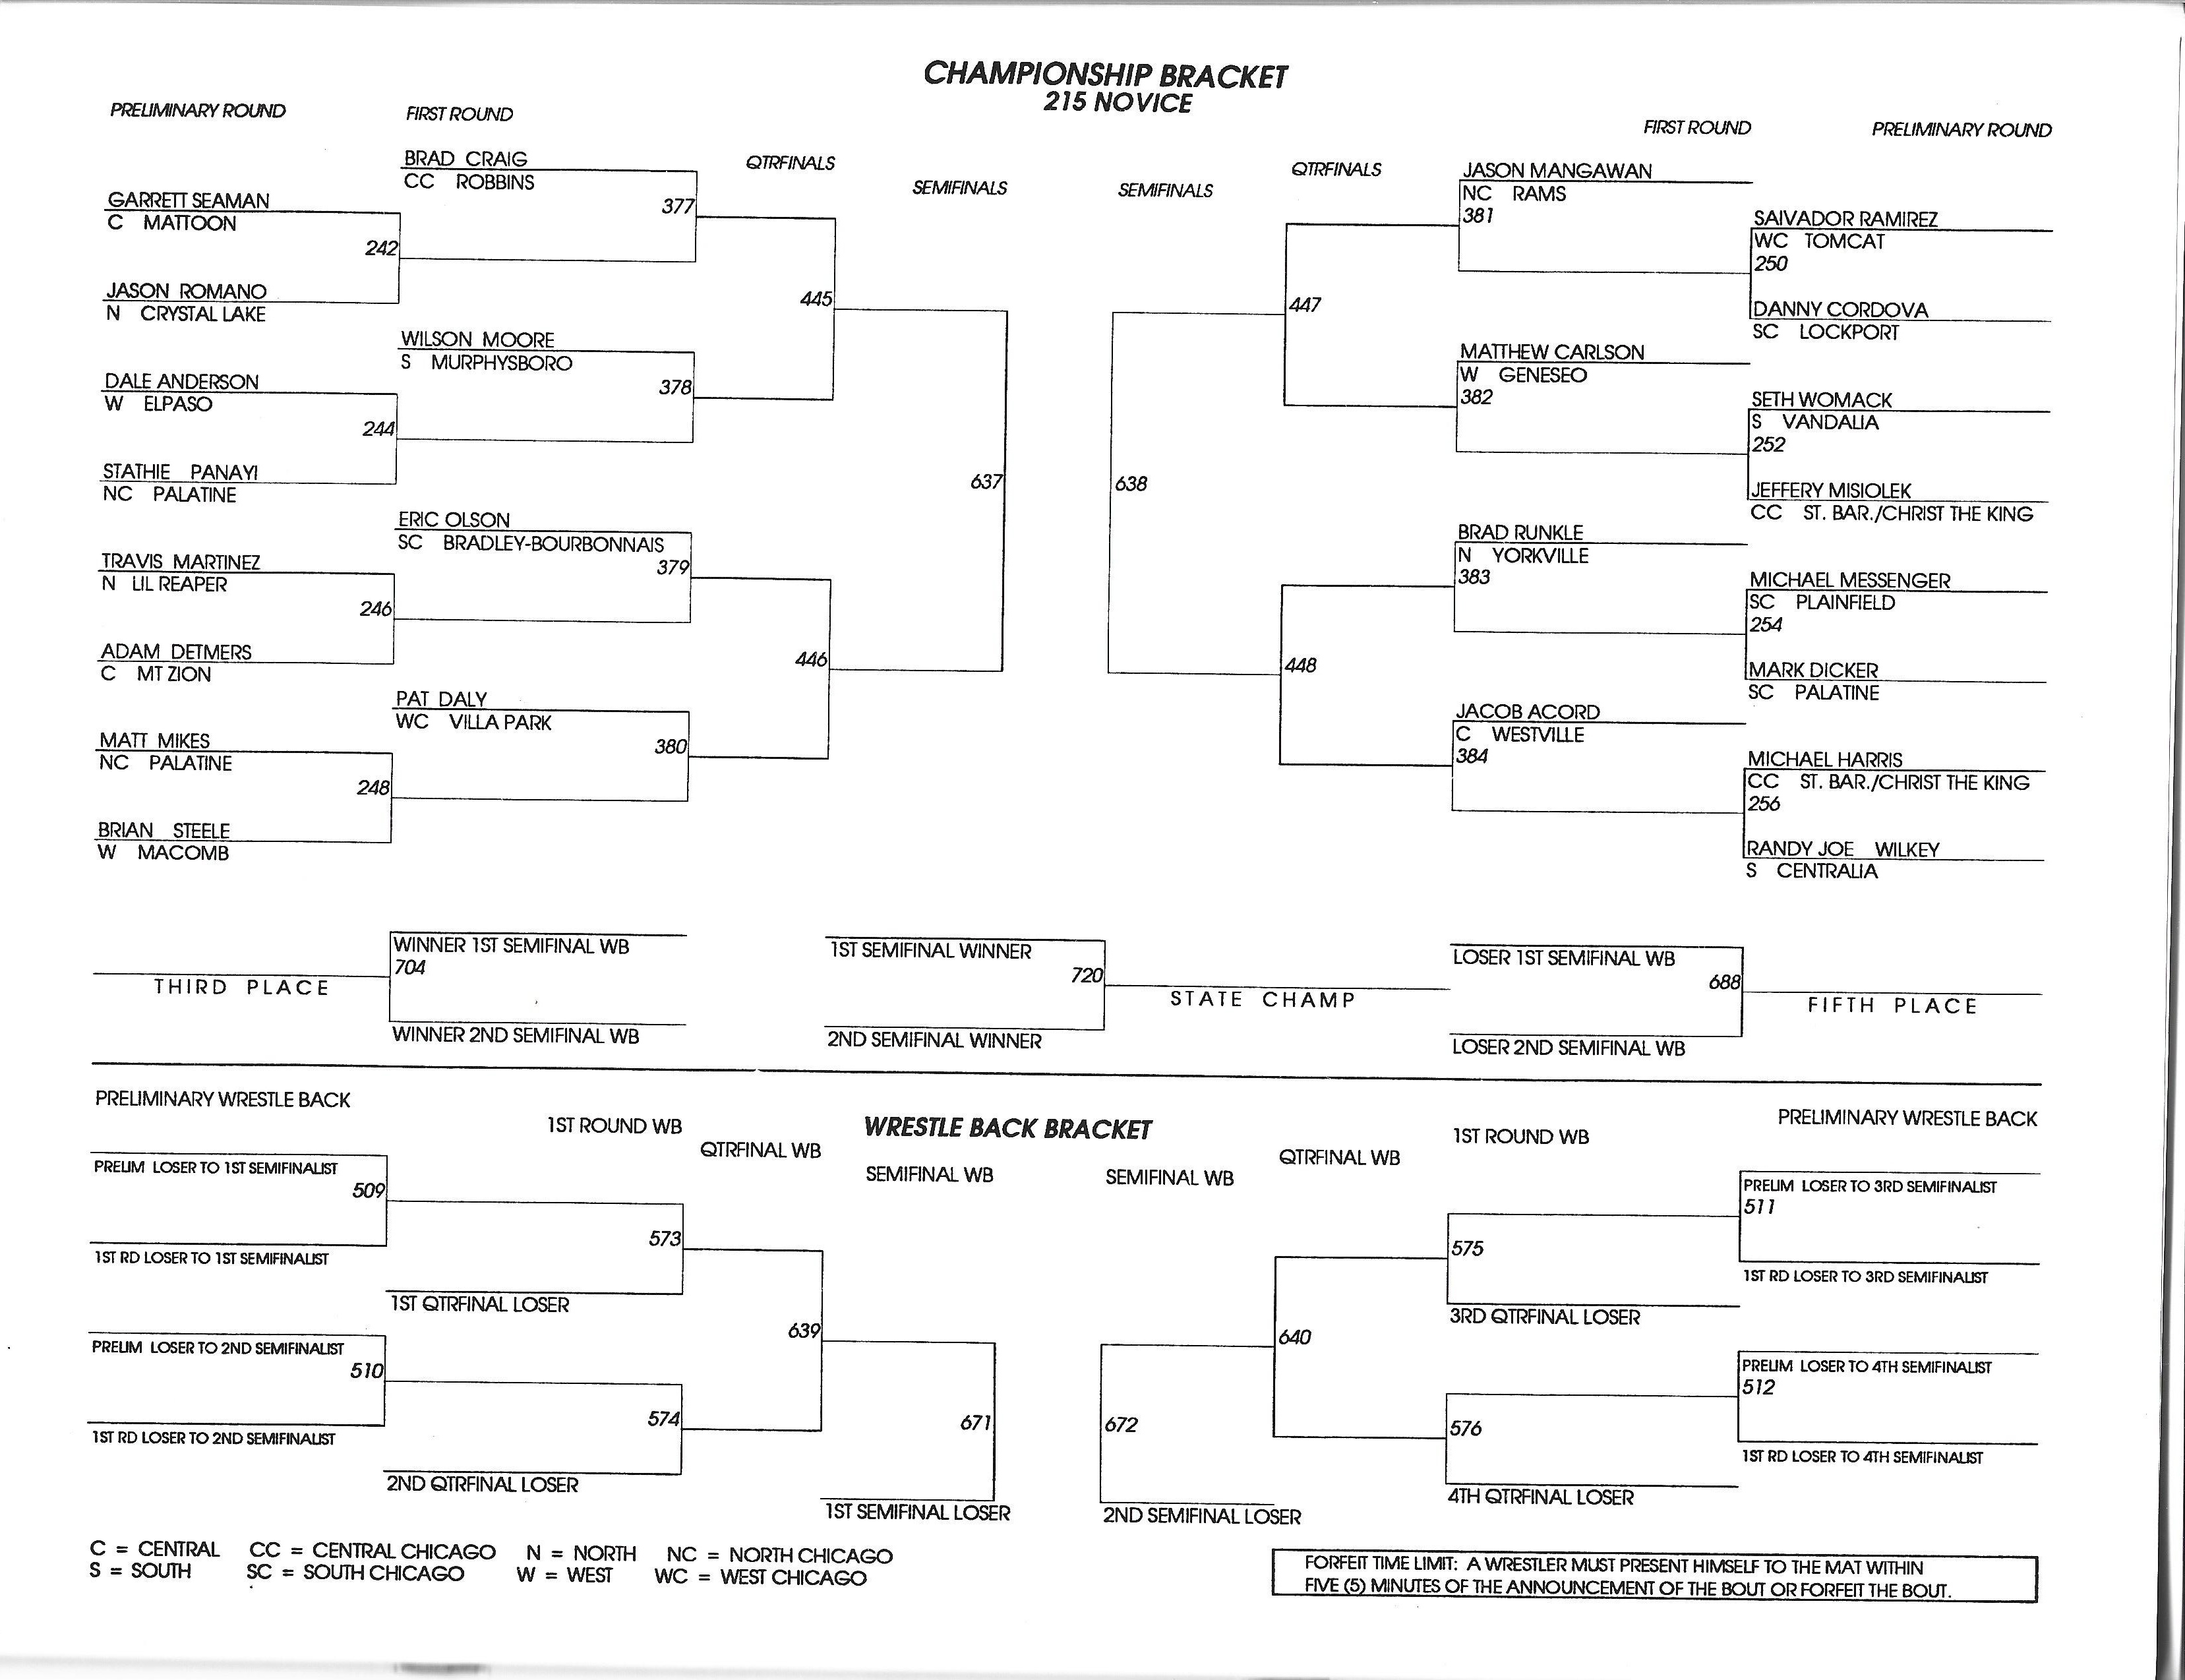 CHAMPIONSHIP BRACKET
215 NOVICE
PRELIMINARY ROUND
FIRST ROUND
QTRFINALS
SEMIFINALS
GARRETT SEAMAN
C MATTOON
242
JASON ROMANO
N CRYSTAL LAKE
DALE ANDERSON
W ELPASO
244
STATHIE PANAYI
NC PALATINE
TRAVIS MARTINEZ
N LIL REAPER
246
ADAM DETMERS
C MT ZION
MATT MIKES
NC PALATINE
248
BRIAN STEELE
W MACOMB
BRAD CRAIG
CC ROBBINS
377
WILSON MOORE
S MURPHYSBORO
378
ERIC OLSON
SC BRADLEY-BOURBONNAIS
379
PAT DALY
WC VILLA PARK
380
445
446
637
SEMIFINALS
QTRFINALS
FIRST ROUND
PRELIMINARY ROUND
638
447
448
JASON MANGAWAN
NC RAMS
381
MATTHEW CARLSON
W GENESEO
382
BRAD RUNKLE
N YORKVILLE
383
JACOB ACORD
C WESTVILLE
384
SAIVADOR RAMIREZ
WC TOMCAT
250
DANNY CORDOVA
SC LOCKPORT
SETH WOMACK
S VANDALIA
252
JEFFERY MISIOLEK
CC ST. BAR./CHRIST THE KING
MICHAEL MESSENGER
SC PLAINFIELD
254
MARK DICKER
SC PALATINE
MICHAEL HARRIS
CC ST. BAR./CHRIST THE KING
256
RANDY JOE WILKEY
S CENTRALIA
WINNER 1ST SEMIFINAL WB
704
THIRD PLACE
WINNER 2ND SEMIFINAL WB
1ST SEMIFINAL WINNER
720
STATE CHAMP
2ND SEMIFINAL WINNER
LOSER 1ST SEMIFINAL WB
688
FIFTH PLACE
LOSER 2ND SEMIFINAL WB
WRESTLE BACK BRACKET
PRELIMINARY WRESTLE BACK
1ST ROUND WB
QTRFINAL WB
SEMIFINAL WB
PRELIM LOSER TO 1ST SEMIFINALIST
509
1ST RD LOSER TO 1ST SEMIFINALIST
PRELIM LOSER TO 2ND SEMIFINALIST
510
1ST RD LOSER TO 2ND SEMIFINALIST
573
1ST QTRFINAL LOSER
574
2ND QTRFINAL LOSER
639
671
1ST SEMIFINAL LOSER
SEMIFINAL WB
QTRFINAL WB
1ST ROUND WB
PRELIMINARY WRESTLE BACK
672
2ND SEMIFINAL LOSER
640
575
3RD QTRFINAL LOSER
576
4TH QTRFINAL LOSER
PRELIM LOSER TO 3RD SEMIFINALIST
511
1ST RD LOSER TO 3RD SEMIFINALIST
PRELIM LOSER TO 4TH SEMIFINALIST
512
1ST RD LOSER TO 4TH SEMIFINALIST
C = CENTRAL CC = CENTRAL CHICAGO N = NORTH NC = NORTH CHICAGO
S = SOUTH SC = SOUTH CHICAGO W = WEST WC = WEST CHICAGO
FORFEIT TIME LIMIT: A WRESTLER MUST PRESENT HIMSELF TO THE MAT WITHIN
FIVE (5) MINUTES OF THE ANNOUNCEMENT OF THE BOUT OR FORFEIT THE BOUT.